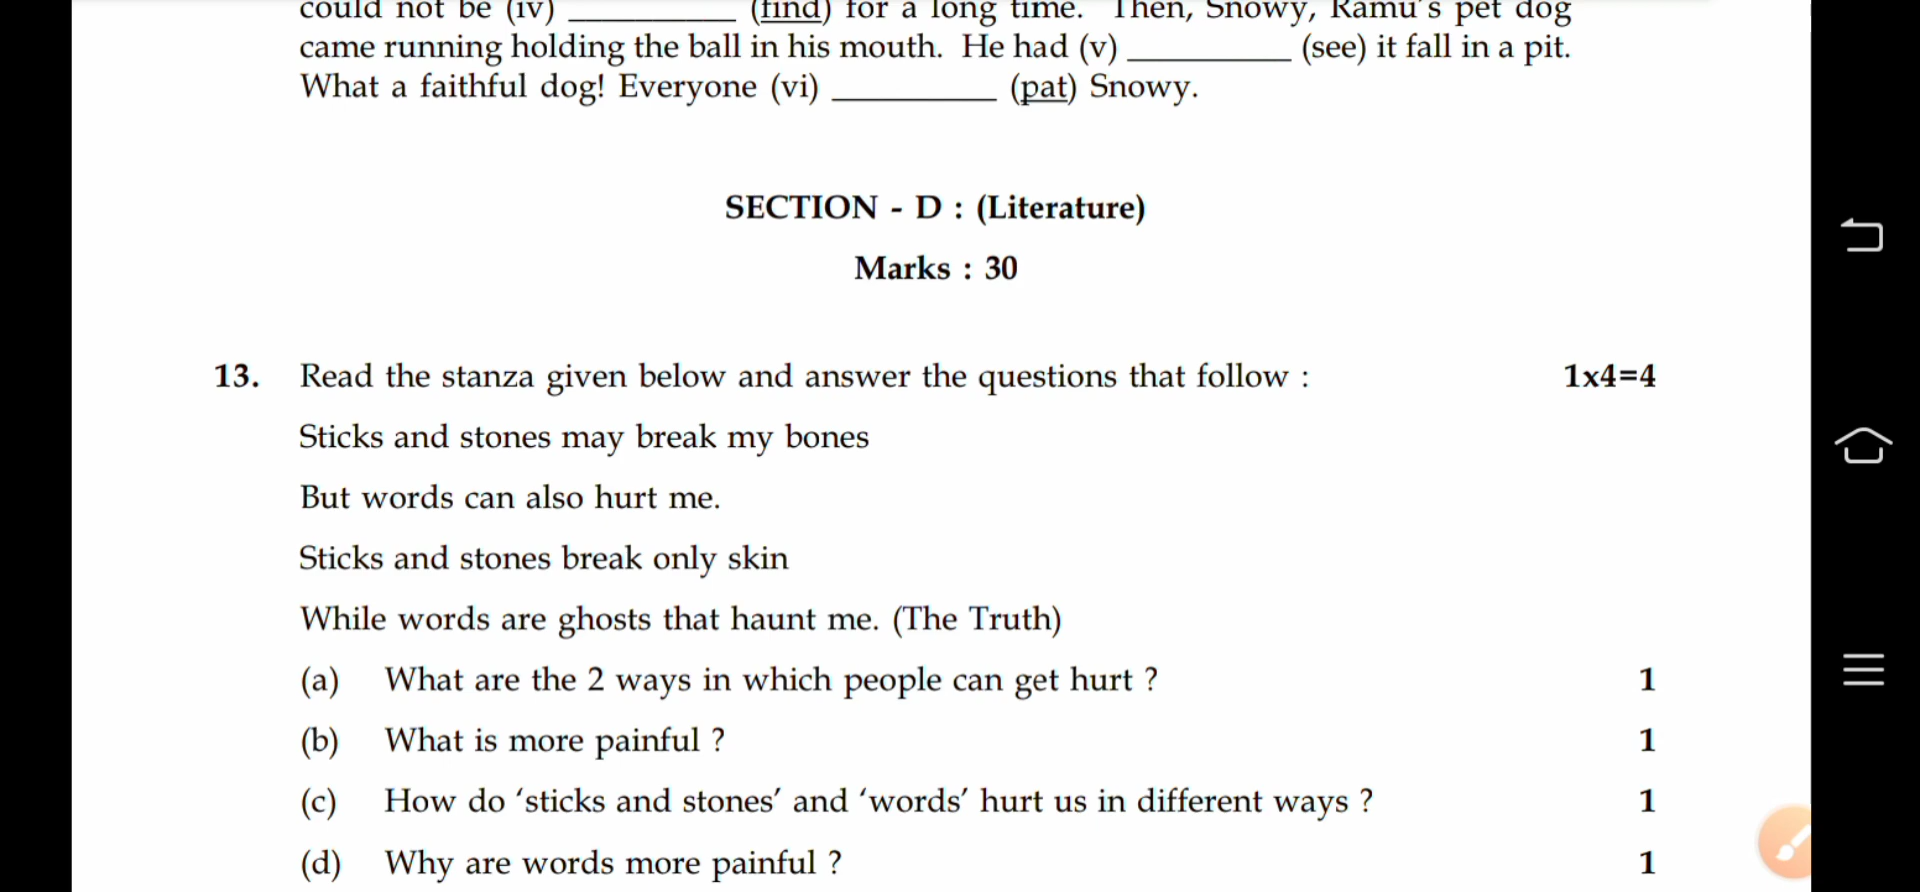 could not be (iv) __________ (find) for a long time. Then, Snowy, Ramu's pet dog
came running holding the ball in his mouth. He had (v) __________ (see) it fall in a pit.
What a faithful dog! Everyone (vi) __________ (pat) Snowy.
SECTION - D : (Literature)
Marks : 30
13. Read the stanza given below and answer the questions that follow : 1x4=4
Sticks and stones may break my bones
But words can also hurt me.
Sticks and stones break only skin
While words are ghosts that haunt me. (The Truth)
(a) What are the 2 ways in which people can get hurt ? 1
(b) What is more painful ? 1
(c) How do ‘sticks and stones’ and ‘words’ hurt us in different ways ? 1
(d) Why are words more painful ? 1